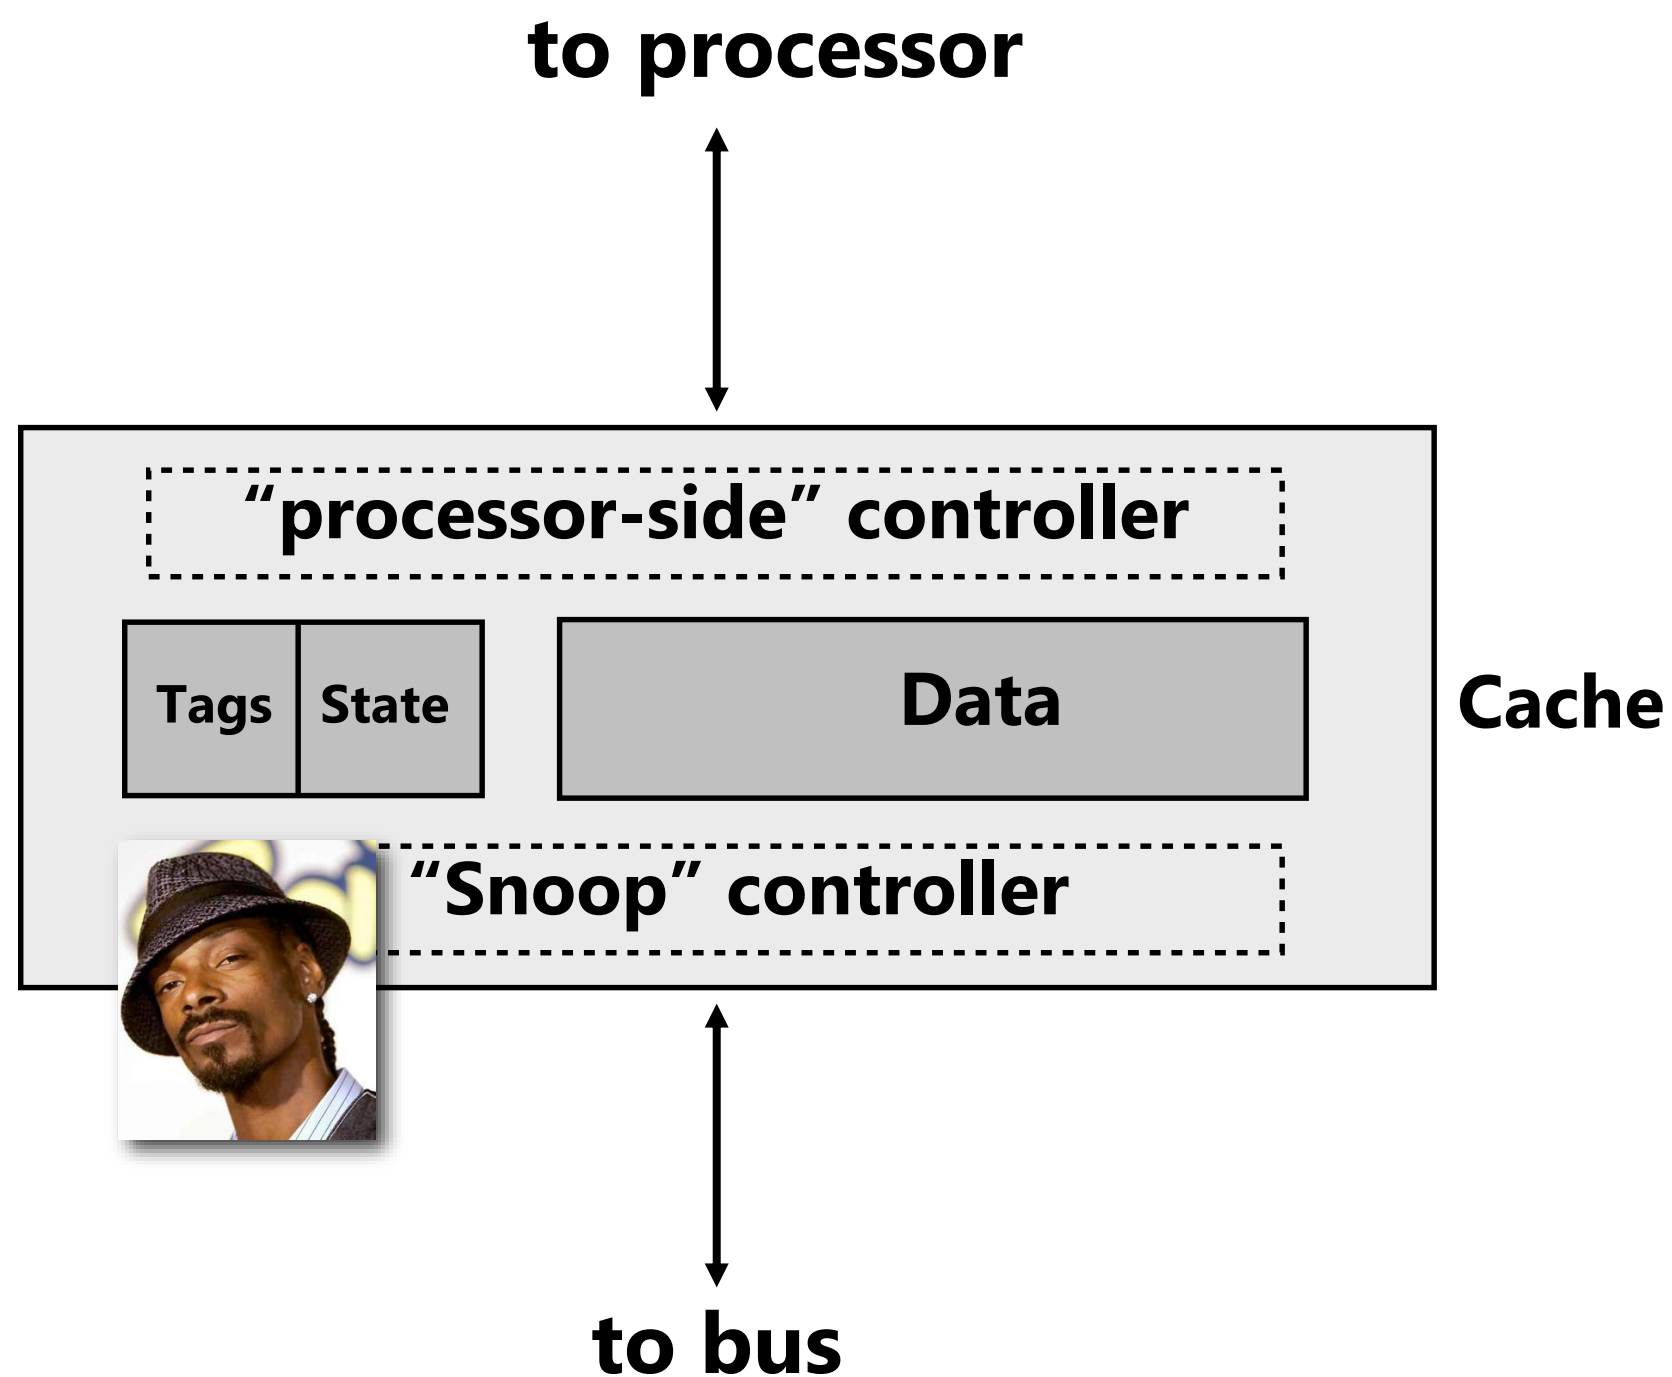 to processor
“processor-side” controller
Tags State Data
Cache
“Snoop” controller
to bus